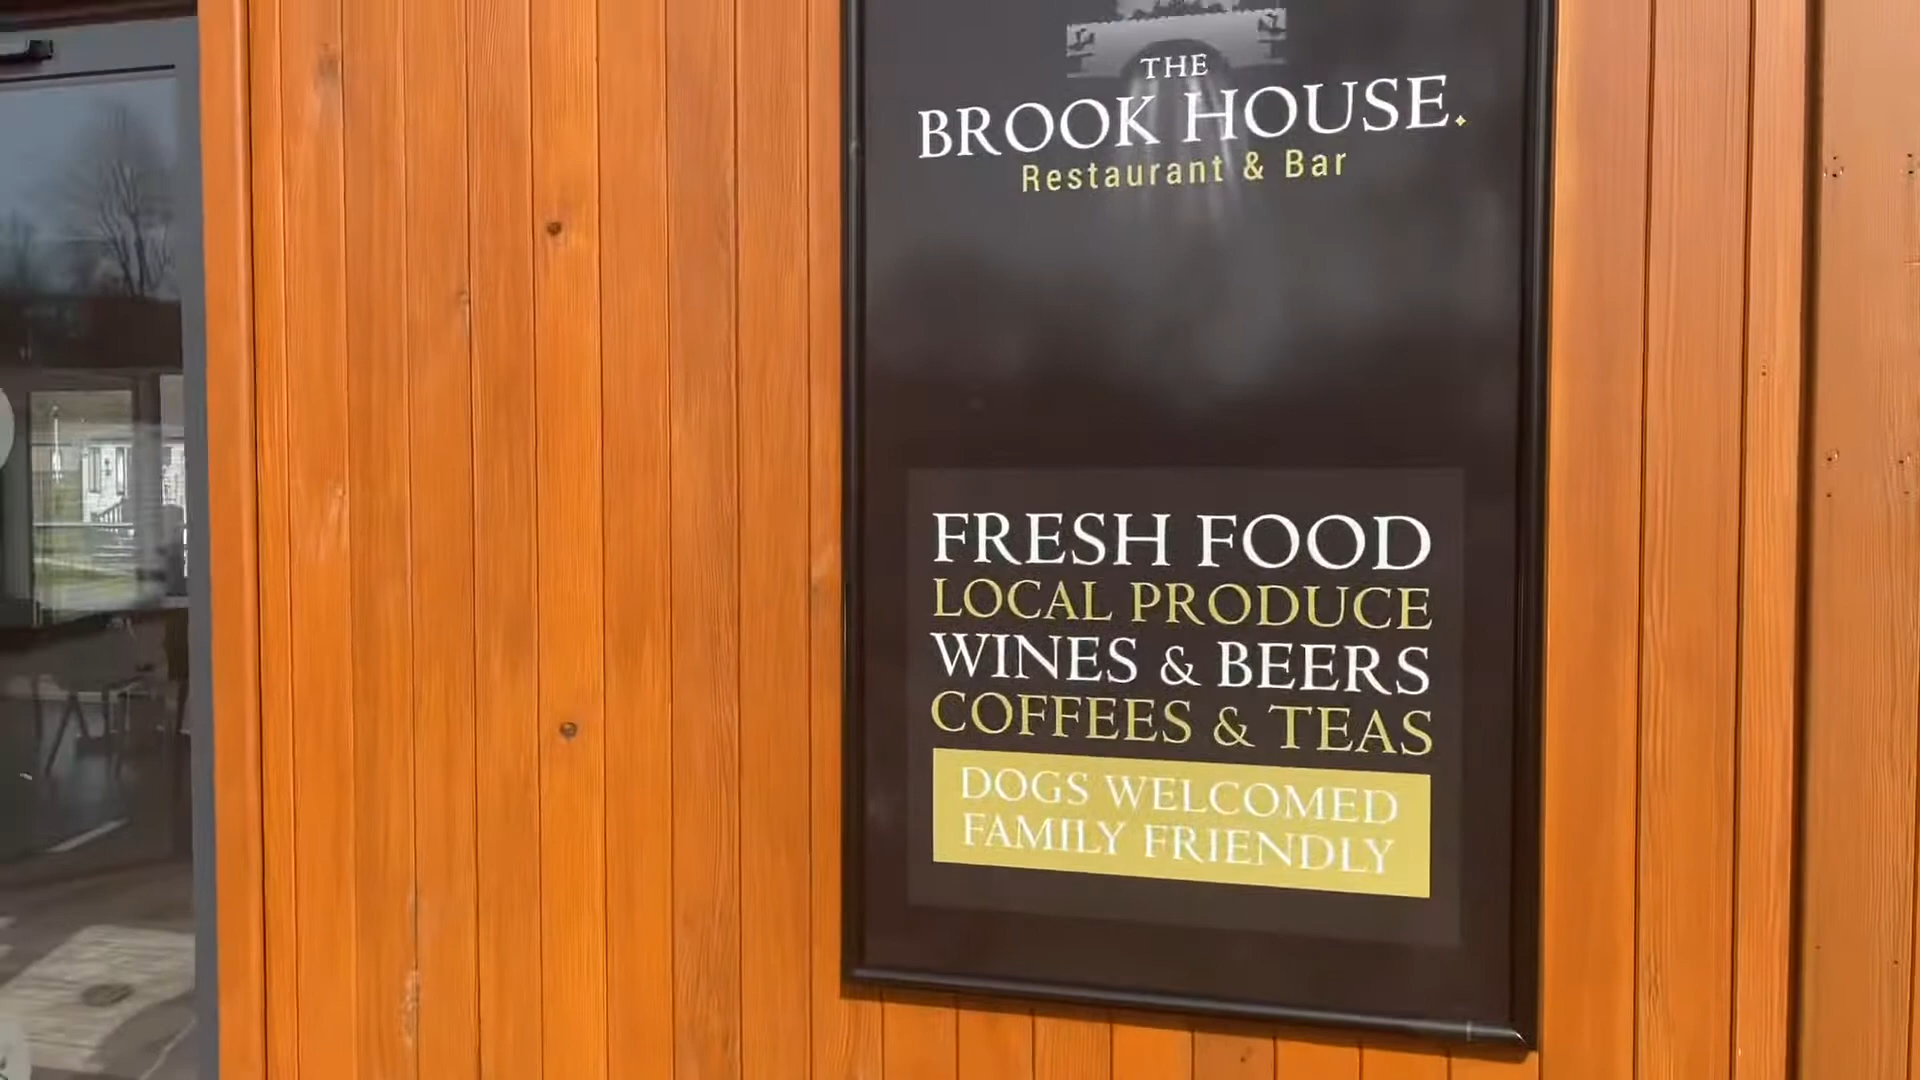 THE
BROOK HOUSE.
Restaurant & Bar
FRESH FOOD
LOCAL PRODUCE
WINES & BEERS
COFFEES & TEAS
DOGS WELCOMED
FAMILY FRIENDLY